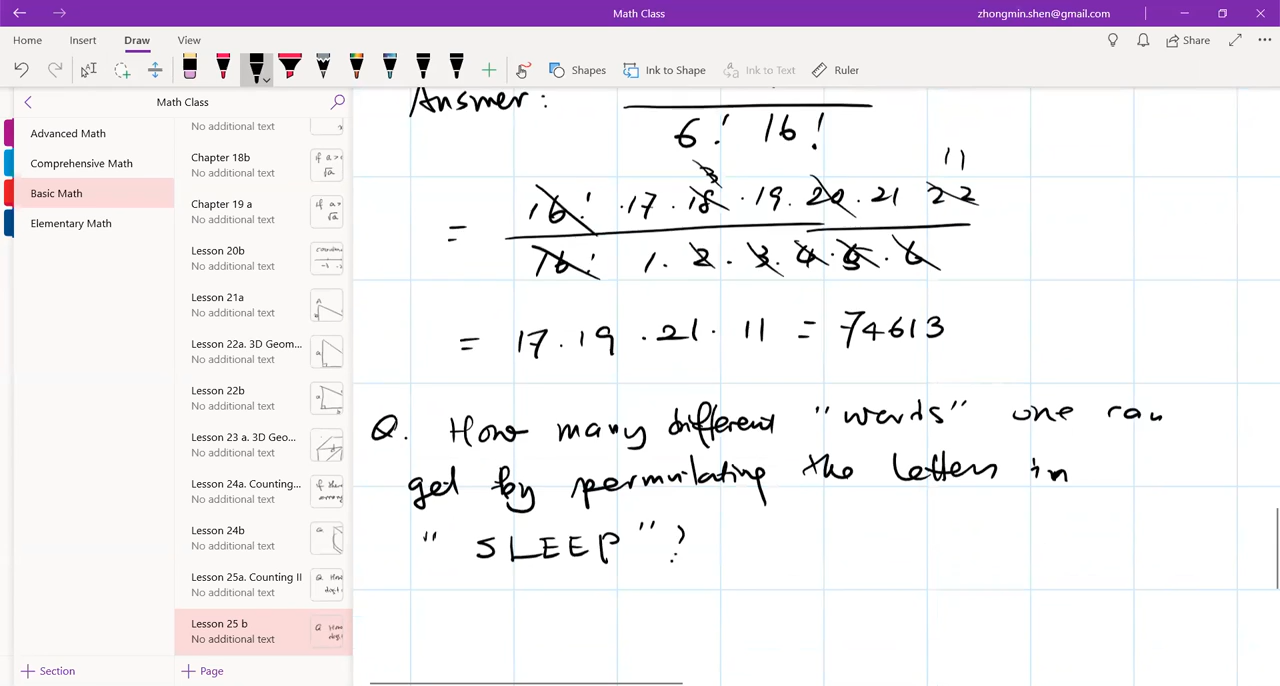 Math Class
zhongmin.shen@gmail.com
Home Insert Draw View
Share
Shapes
Ink to Shape
Ink to Text
Ruler
Math Class
Advanced Math
Comprehensive Math
Basic Math
Elementary Math
Section
No additional text
Chapter 18b
No additional text
Chapter 19 a
No additional text
Lesson 20b
No additional text
Lesson 21a
No additional text
Lesson 22a. 3D Geom...
No additional text
Lesson 22b
No additional text
Lesson 23 a. 3D Geo...
No additional text
Lesson 24a. Counting...
No additional text
Lesson 24b
No additional text
Lesson 25a. Counting II
No additional text
Lesson 25 b
No additional text
Page
Answer:
6! 16!
3 11
= 16! · 17 · 18 · 19 · 20 · 21 22
16! 1 · 2 · 3 · 4 · 5 · 6
= 17 · 19 · 21 · 11 = 74613
Q. How many different "words" one can
get by permutating the letters in
"SLEEP"?